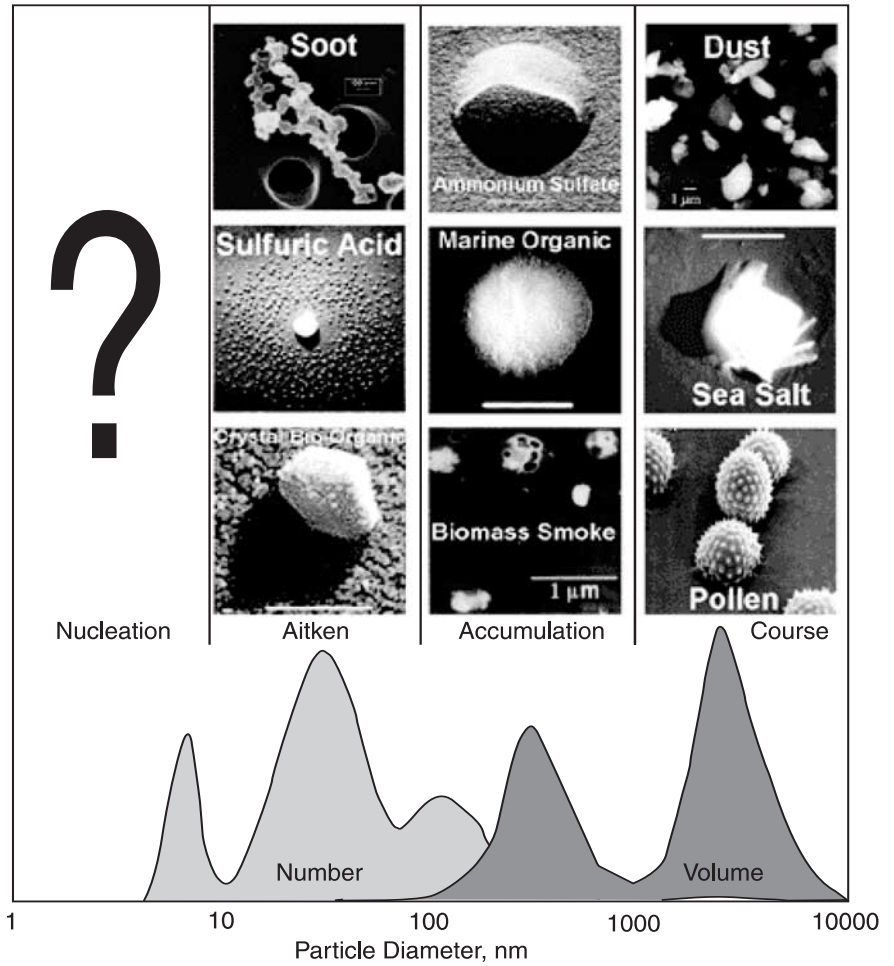 ?
Soot
Ammonium Sulfate
Dust
1 μm
Sulfuric Acid
Marine Organic
Sea Salt
Crystal Bio-Organic
Biomass Smoke
1 μm
Pollen
Nucleation
Aitken
Accumulation
Course
Number
Volume
1
10
100
1000
10000
Particle Diameter, nm